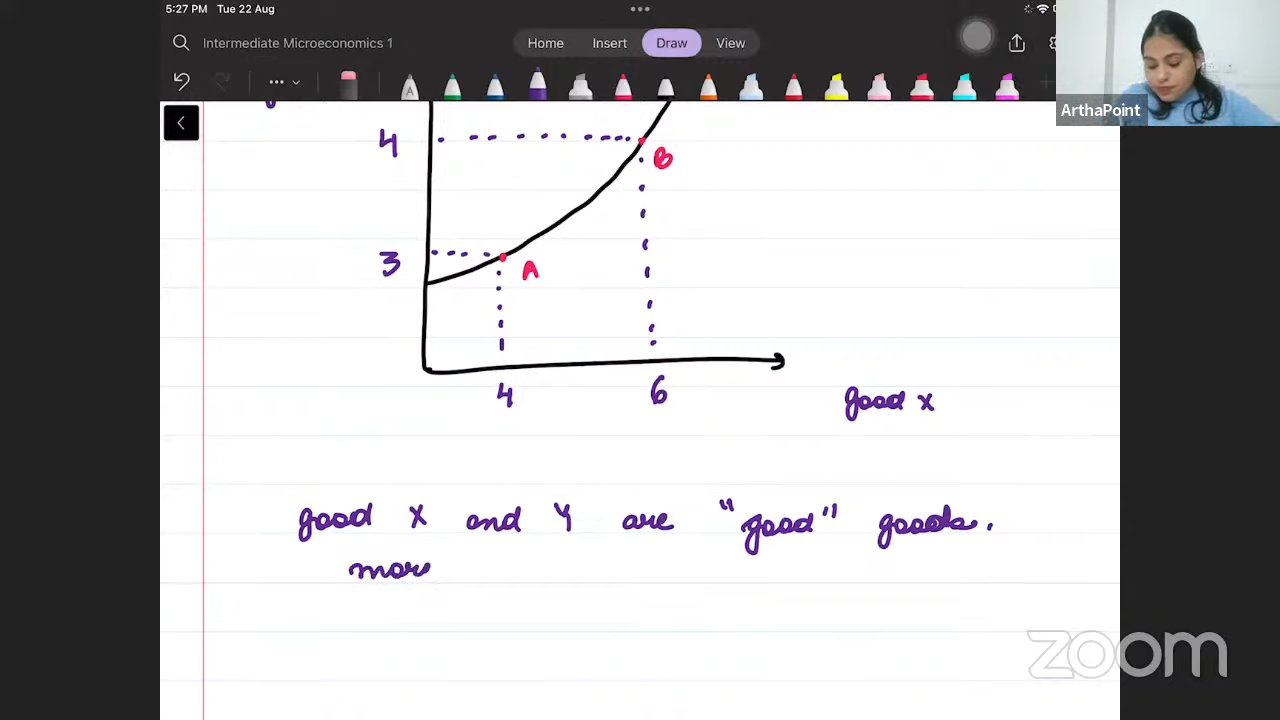 5:27 PM Tue 22 Aug
Intermediate Microeconomics 1
Home Insert Draw View
A
ArthaPoint
4
B
3
A
4 6
good x
good x and y are "good" goods.
more
zoom